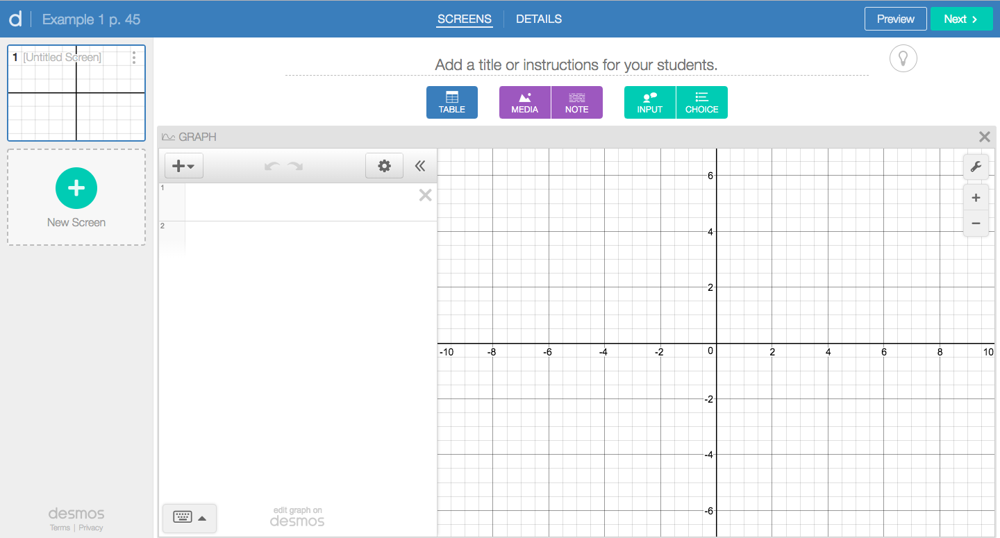 d Example 1 p. 45 SCREENS DETAILS Preview Next >
1 [Untitled Screen]
New Screen
Add a title or instructions for your students.
TABLE MEDIA NOTE INPUT CHOICE
GRAPH
1
2
6
4
2
-10 -8 -6 -4 -2 0 2 4 6 8 10
-2
-4
-6
edit graph on
desmos
desmos
Terms | Privacy